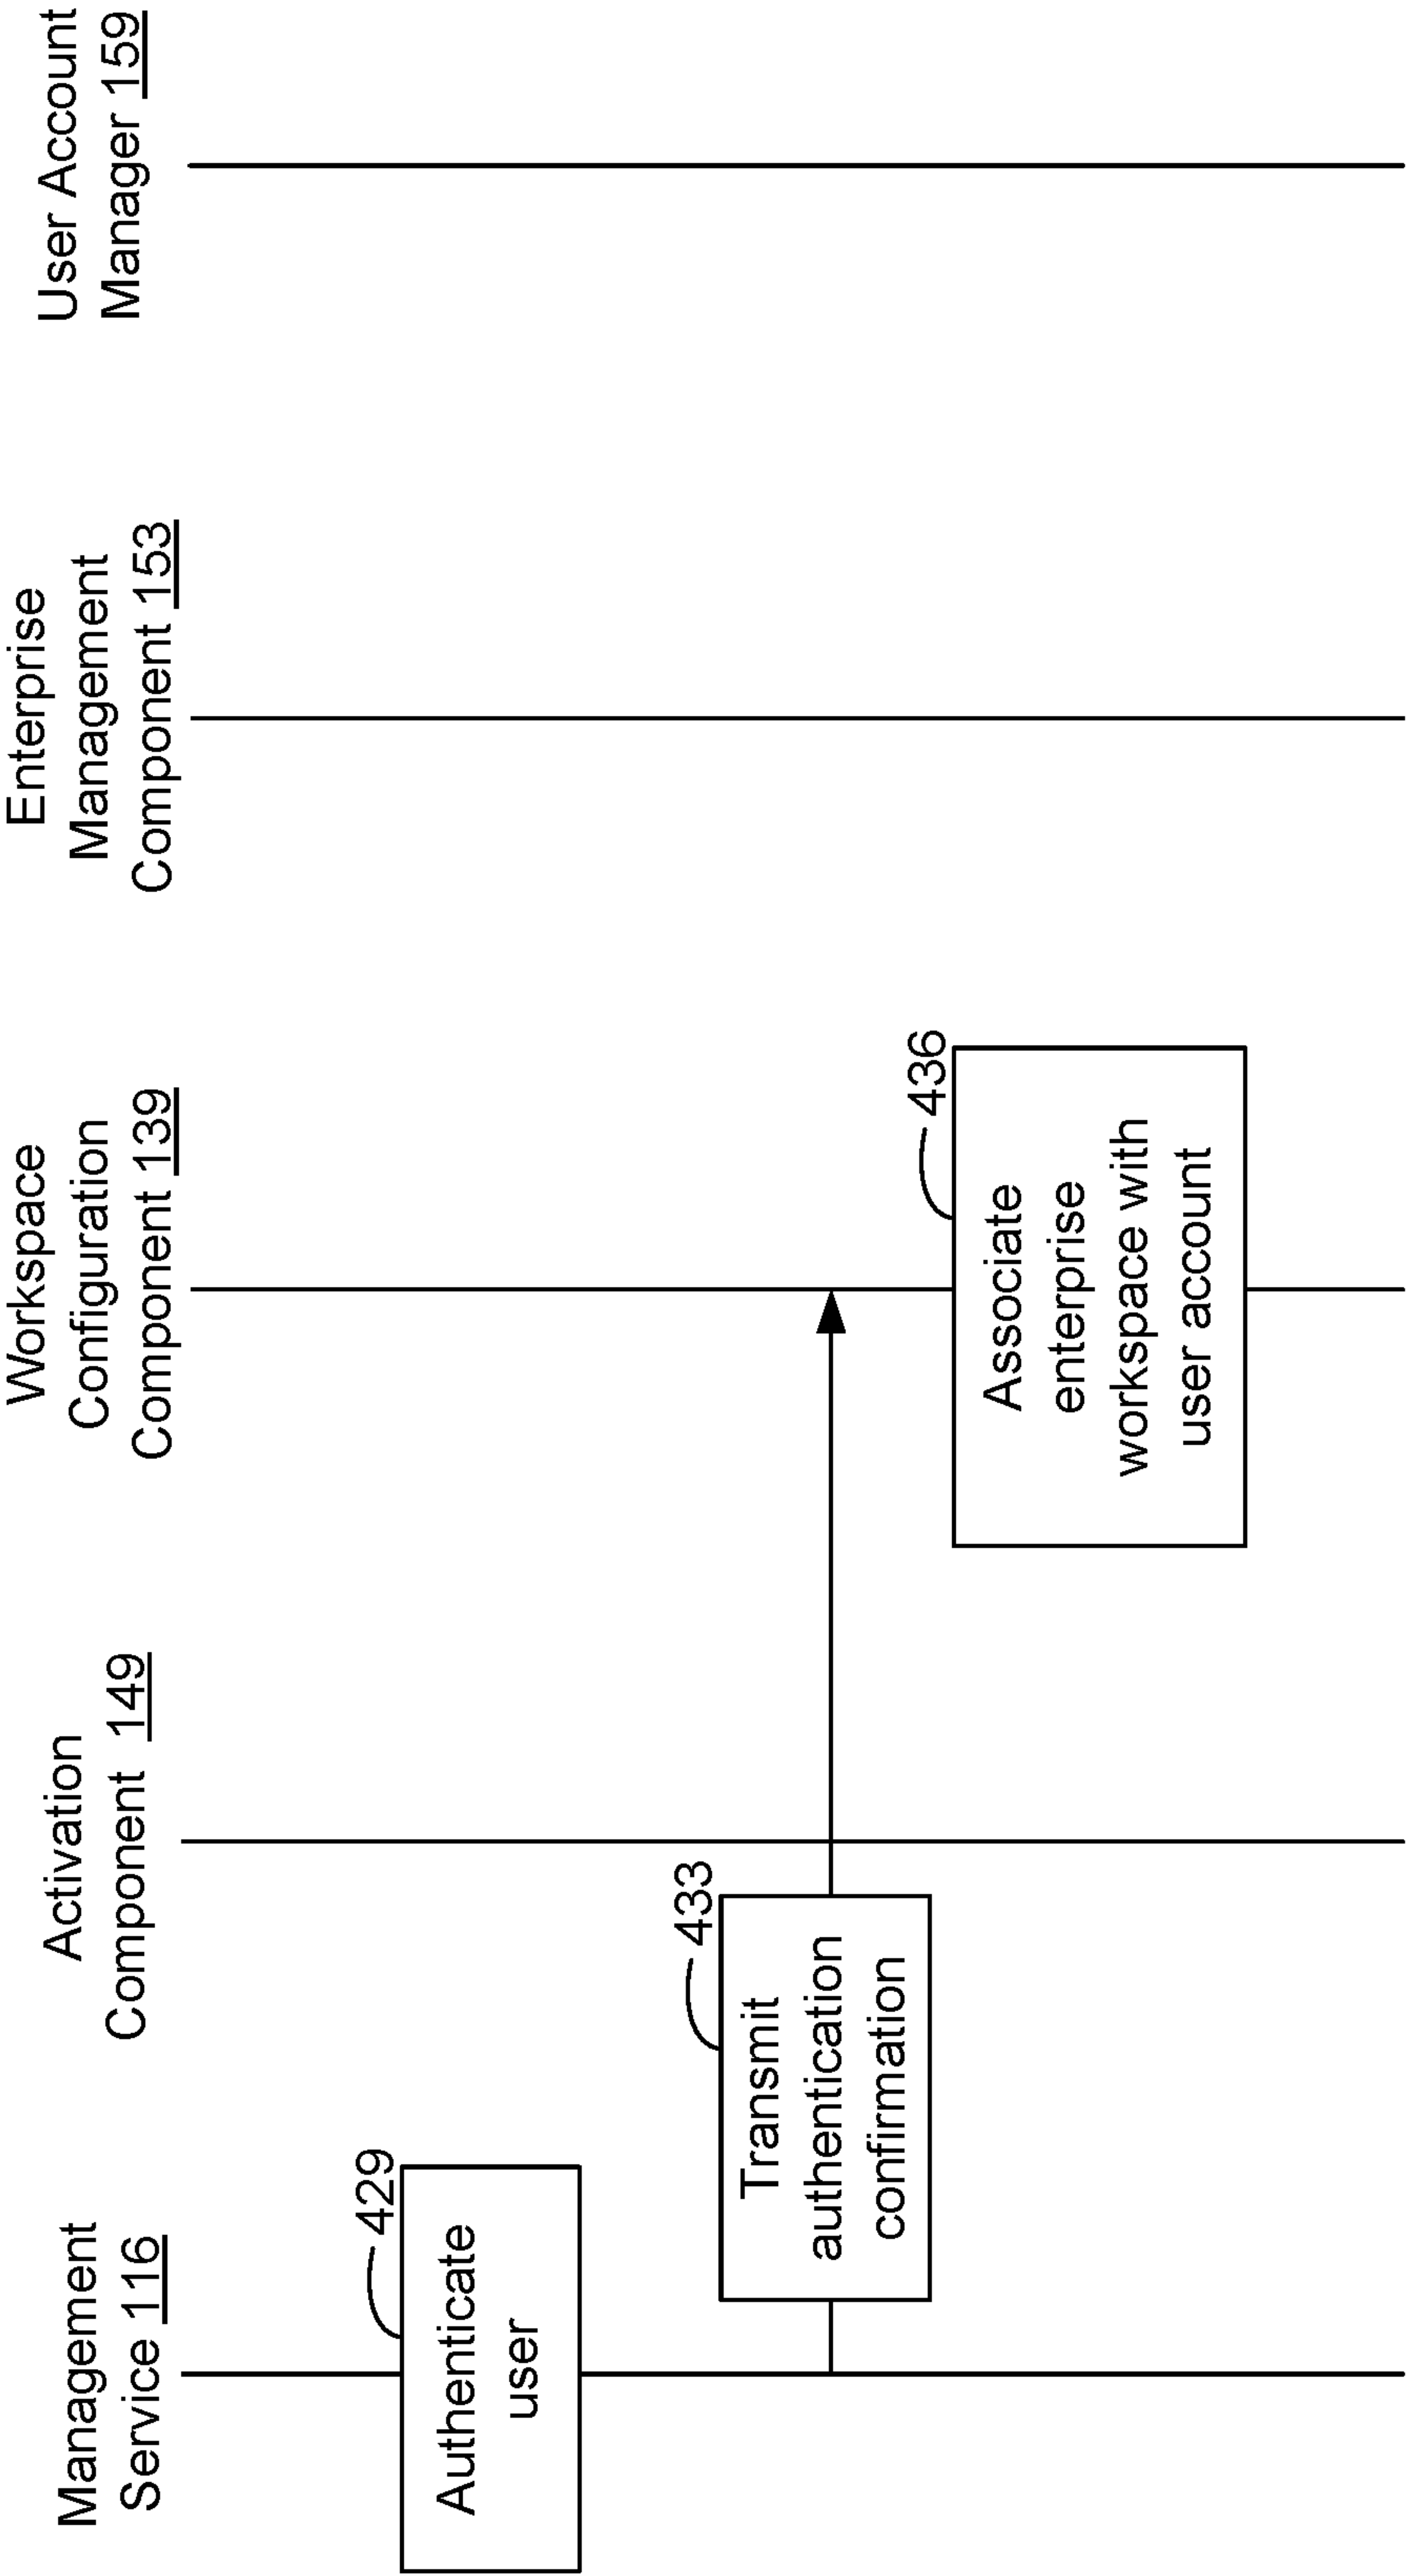 Management
Service 116
Activation
Component 149
Workspace
Configuration
Component 139
Enterprise
Management
Component 153
User Account
Manager 159
429
Authenticate
user
433
Transmit
authentication
confirmation
436
Associate
enterprise
workspace with
user account